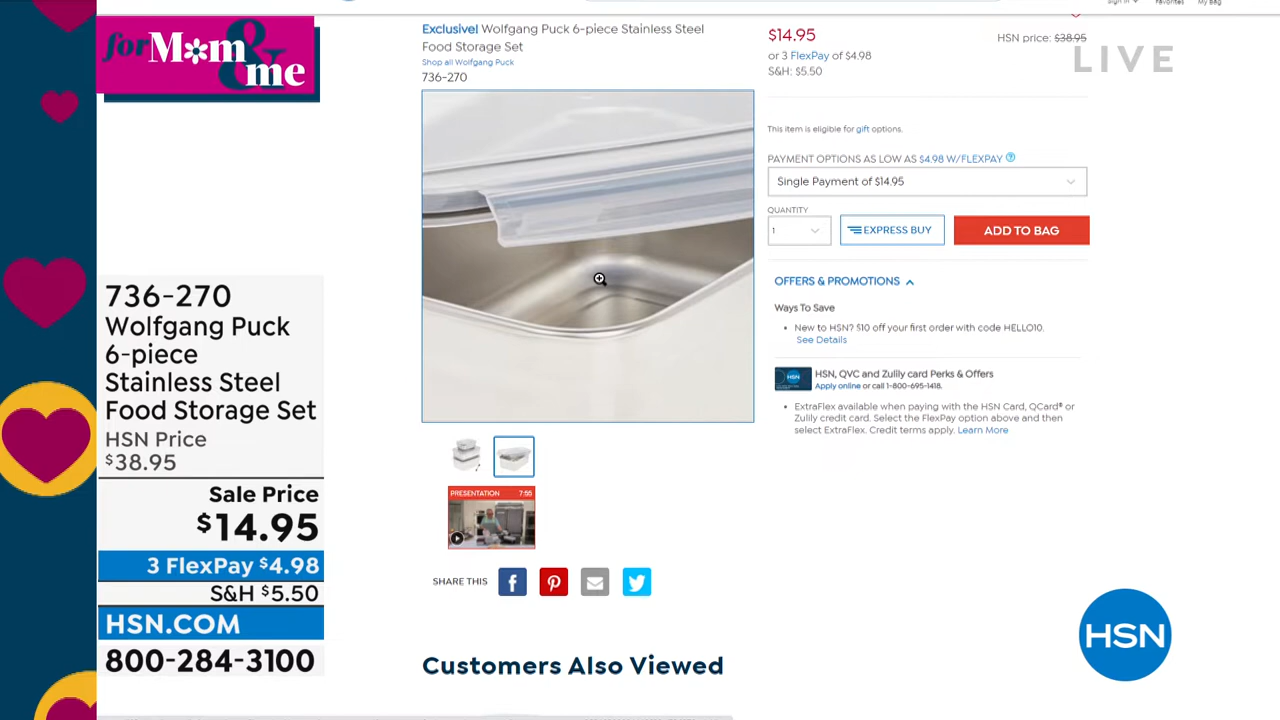 for Mom
&
me
736-270
Wolfgang Puck
6-piece
Stainless Steel
Food Storage Set
HSN Price
$38.95
Sale Price
$14.95
3 FlexPay $4.98
S&H $5.50
HSN.COM
800-284-3100
Sign In
Favorites
My Bag
Exclusive! Wolfgang Puck 6-piece Stainless Steel
Food Storage Set
Shop all Wolfgang Puck
736-270
PRESENTATION 7:55
SHARE THIS
Customers Also Viewed
$14.95
HSN price: $38.95
or 3 FlexPay of $4.98
S&H: $5.50
LIVE
This item is eligible for gift options.
PAYMENT OPTIONS AS LOW AS $4.98 W/FLEXPAY ?
Single Payment of $14.95
QUANTITY
1
EXPRESS BUY
ADD TO BAG
OFFERS & PROMOTIONS
Ways To Save
New to HSN? $10 off your first order with code HELLO10.
See Details
HSN
HSN, QVC and Zulily card Perks & Offers
Apply online or call 1-800-695-1418.
ExtraFlex available when paying with the HSN Card, QCard® or
Zulily credit card. Select the FlexPay option above and then
select ExtraFlex. Credit terms apply. Learn More
HSN